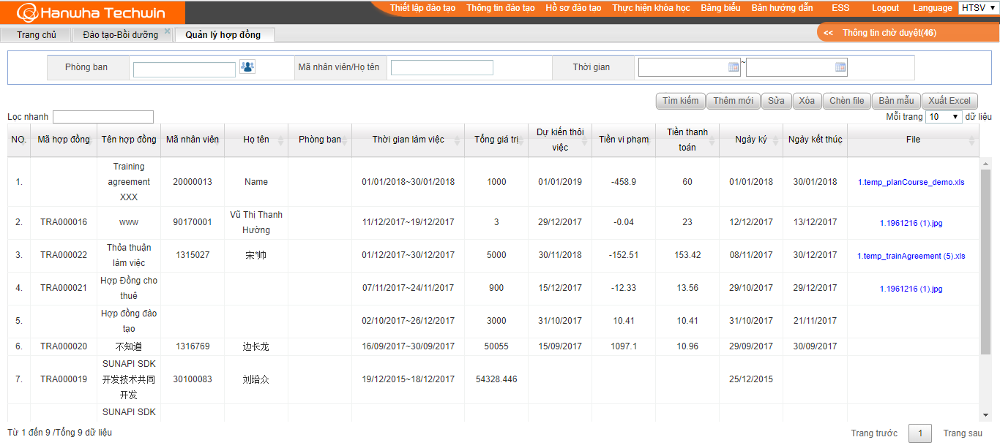 Hanwha Techwin
Thiết lập đào tạo Thông tin đào tạo Hồ sơ đào tạo Thực hiện khóa học Bảng biểu Bản hướng dẫn ESS Logout Language HTSV
Trang chủ Đào tạo-Bồi dưỡng Quản lý hợp đồng
<< Thông tin chờ duyệt(46)
Phòng ban Mã nhân viên/Họ tên Thời gian ~
Tìm kiếm Thêm mới Sửa Xóa Chèn file Bản mẫu Xuất Excel
Lọc nhanh Mỗi trang 10 dữ liệu
NO. Mã hợp đồng Tên hợp đồng Mã nhân viên Họ tên Phòng ban Thời gian làm việc Tổng giá trị Dự kiến thôi việc Tiền vi phạm Tiền thanh toán Ngày ký Ngày kết thúc File
1. Training agreement XXX 20000013 Name 01/01/2018~30/01/2018 1000 01/01/2019 -458.9 60 01/01/2018 30/01/2018 1.temp_planCourse_demo.xls
2. TRA000016 www 90170001 Vũ Thị Thanh Hường 11/12/2017~19/12/2017 3 29/12/2017 -0.04 23 12/12/2017 13/12/2017 1.1961216 (1).jpg
3. TRA000022 Thỏa thuận làm việc 1315027 01/12/2017~30/12/2017 5000 30/11/2018 -152.51 153.42 08/11/2017 30/12/2017 1.temp_trainAgreement (5).xls
4. TRA000021 Hợp Đồng cho thuê 07/11/2017~24/11/2017 900 15/12/2017 -12.33 13.56 29/10/2017 29/12/2017 1.1961216 (1).jpg
5. Hợp đồng đào tạo 02/10/2017~26/12/2017 3000 31/10/2017 10.41 10.41 31/10/2017 21/11/2017
6. TRA000020 不知道 1316769 边长龙 16/09/2017~30/09/2017 50055 15/09/2017 1097.1 10.96 29/09/2017 30/09/2017
7. TRA000019 SUNAPI SDK 开发技术共同开发 30100083 刘培众 19/12/2015~18/12/2017 54328.446 25/12/2015
SUNAPI SDK
Từ 1 đến 9 /Tổng 9 dữ liệu Trang trước 1 Trang sau